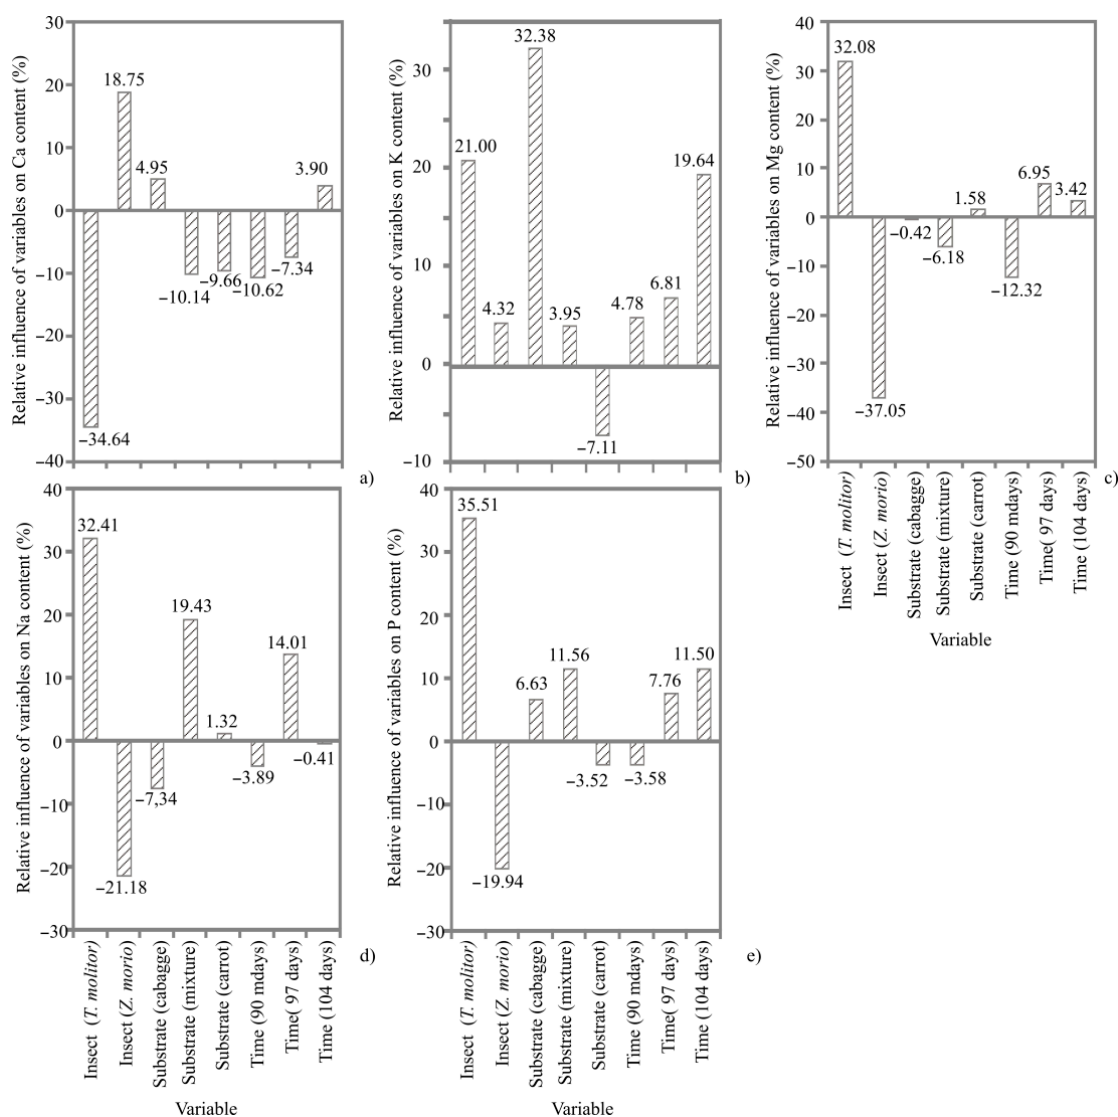 Relative influence of variables on Ca content (%)
30
20
10
0
−10
−20
−30
−40
−34.64
18.75
4.95
−10.14
−9.66
−10.62
−7.34
3.90
a)
Relative influence of variables on K content (%)
30
20
10
0
−10
21.00
4.32
32.38
3.95
−7.11
4.78
6.81
19.64
b)
Relative influence of variables on Mg content (%)
40
30
20
10
0
−10
−20
−30
−40
−50
32.08
−37.05
−0.42
−6.18
1.58
−12.32
6.95
3.42
c)
Insect (T. molitor)
Insect (Z. morio)
Substrate (cabagge)
Substrate (mixture)
Substrate (carrot)
Time (90 mdays)
Time( 97 days)
Time (104 days)
Variable
Relative influence of variables on Na content (%)
40
30
20
10
0
−10
−20
−30
32.41
−21.18
−7,34
19.43
1.32
−3.89
14.01
−0.41
d)
Insect (T. molitor)
Insect (Z. morio)
Substrate (cabagge)
Substrate (mixture)
Substrate (carrot)
Time (90 mdays)
Time( 97 days)
Time (104 days)
Variable
Relative influence of variables on P content (%)
40
30
20
10
0
−10
−20
−30
35.51
−19.94
6.63
11.56
−3.52
−3.58
7.76
11.50
e)
Insect (T. molitor)
Insect (Z. morio)
Substrate (cabagge)
Substrate (mixture)
Substrate (carrot)
Time (90 mdays)
Time( 97 days)
Time (104 days)
Variable